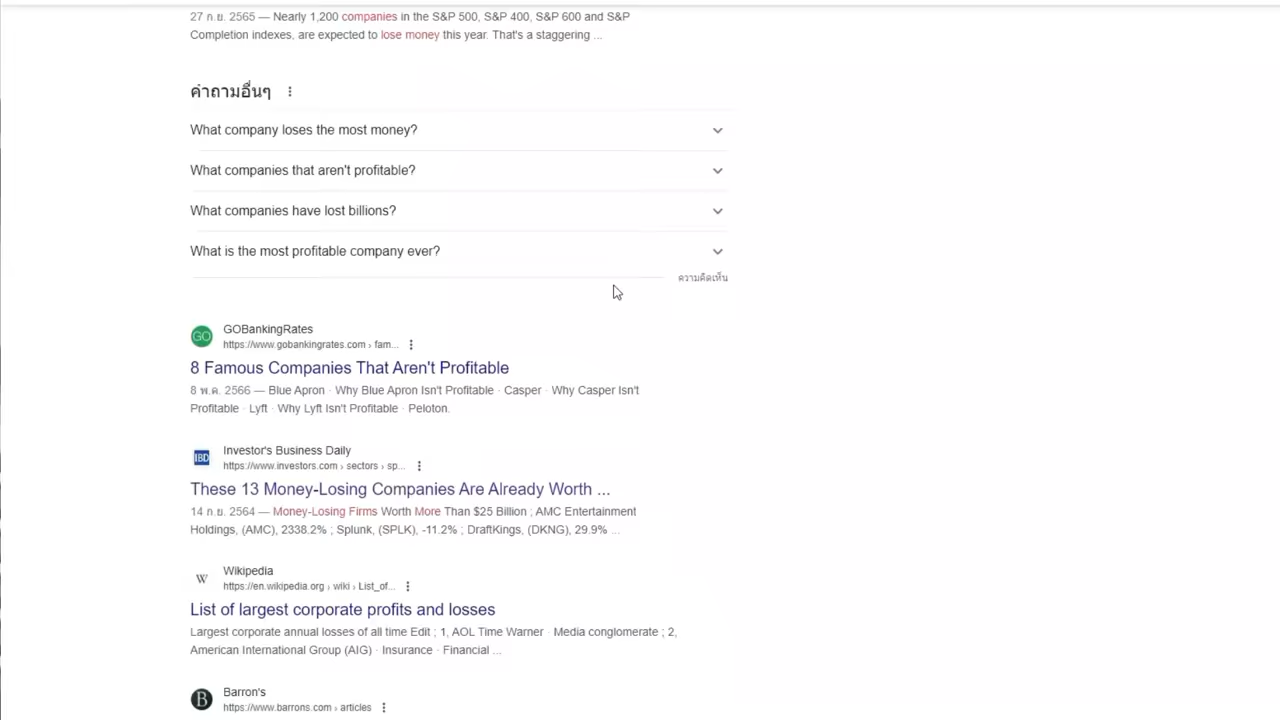 27 ก.ย. 2565 — Nearly 1,200 companies in the S&P 500, S&P 400, S&P 600 and S&P
Completion indexes, are expected to lose money this year. That's a staggering ...
คำถามอื่นๆ
What company loses the most money?
What companies that aren't profitable?
What companies have lost billions?
What is the most profitable company ever?
ความคิดเห็น
GO
GOBankingRates
https://www.gobankingrates.com › fam...
8 Famous Companies That Aren't Profitable
8 พ.ค. 2566 — Blue Apron · Why Blue Apron Isn't Profitable · Casper · Why Casper Isn't
Profitable · Lyft · Why Lyft Isn't Profitable · Peloton.
IBD
Investor's Business Daily
https://www.investors.com › sectors › sp...
These 13 Money-Losing Companies Are Already Worth ...
14 ก.ย. 2564 — Money-Losing Firms Worth More Than $25 Billion ; AMC Entertainment
Holdings, (AMC), 2338.2% ; Splunk, (SPLK), -11.2% ; DraftKings, (DKNG), 29.9% ...
W
Wikipedia
https://en.wikipedia.org › wiki › List_of...
List of largest corporate profits and losses
Largest corporate annual losses of all time Edit ; 1, AOL Time Warner · Media conglomerate ; 2,
American International Group (AIG) · Insurance · Financial ...
B
Barron's
https://www.barrons.com › articles